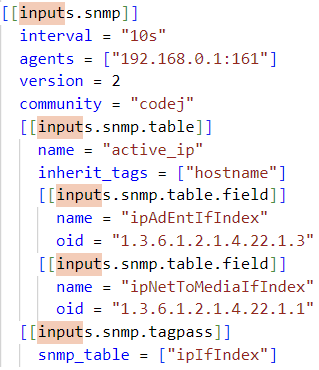 [[inputs.snmp]]
interval = "10s"
agents = ["192.168.0.1:161"]
version = 2
community = "codej"
[[inputs.snmp.table]]
name = "active_ip"
inherit_tags = ["hostname"]
[[inputs.snmp.table.field]]
name = "ipAdEntIfIndex"
oid = "1.3.6.1.2.1.4.22.1.3"
[[inputs.snmp.table.field]]
name = "ipNetToMediaIfIndex"
oid = "1.3.6.1.2.1.4.22.1.1"
[[inputs.snmp.tagpass]]
snmp_table = ["ipIfIndex"]